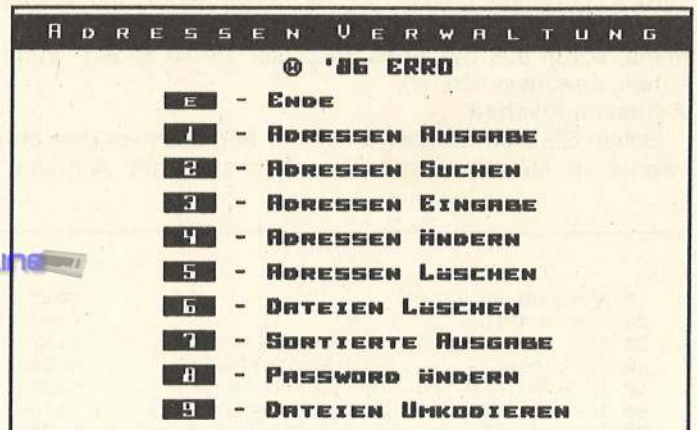 ADRESSEN VERWALTUNG
® '86 ERRO
E - ENDE
1 - ADRESSEN AUSGABE
2 - ADRESSEN SUCHEN
3 - ADRESSEN EINGABE
4 - ADRESSEN ÄNDERN
5 - ADRESSEN LÖSCHEN
6 - DATEIEN LÖSCHEN
7 - SORTIERTE AUSGABE
8 - PASSWORD ÄNDERN
9 - DATEIEN UMKODIEREN